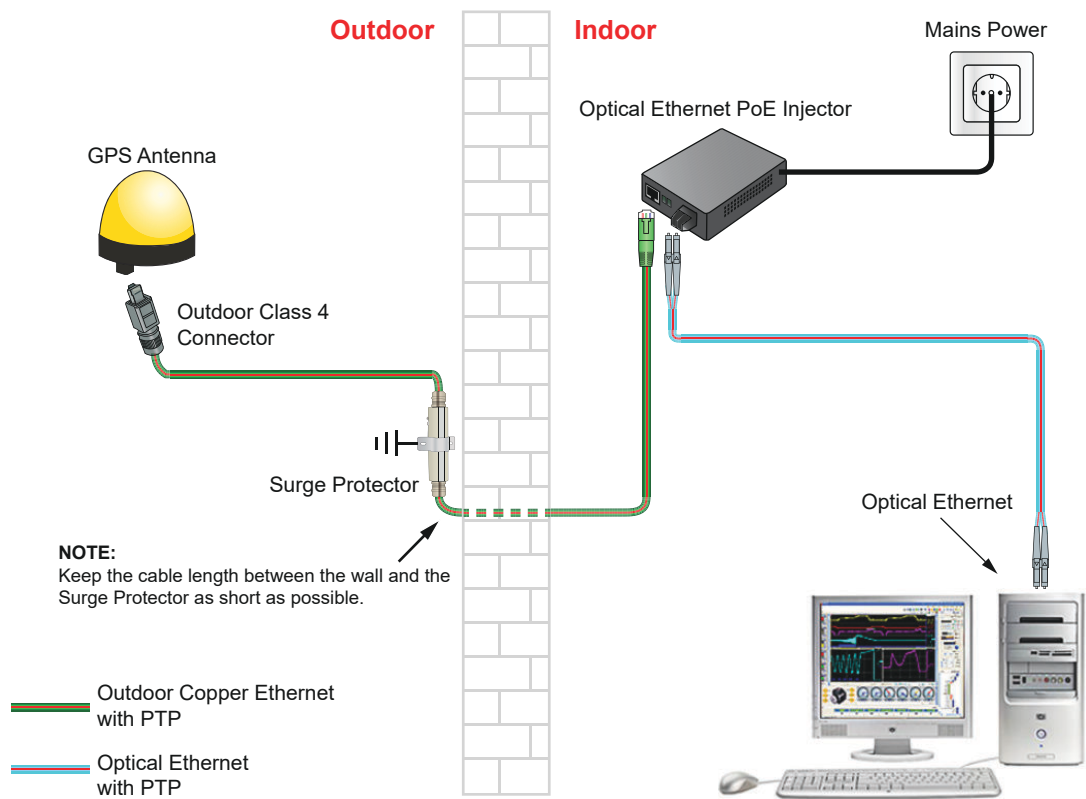 Outdoor
Indoor
Mains Power
Optical Ethernet PoE Injector
GPS Antenna
Outdoor Class 4
Connector
Surge Protector
Optical Ethernet
NOTE:
Keep the cable length between the wall and the
Surge Protector as short as possible.
Outdoor Copper Ethernet
with PTP
Optical Ethernet
with PTP